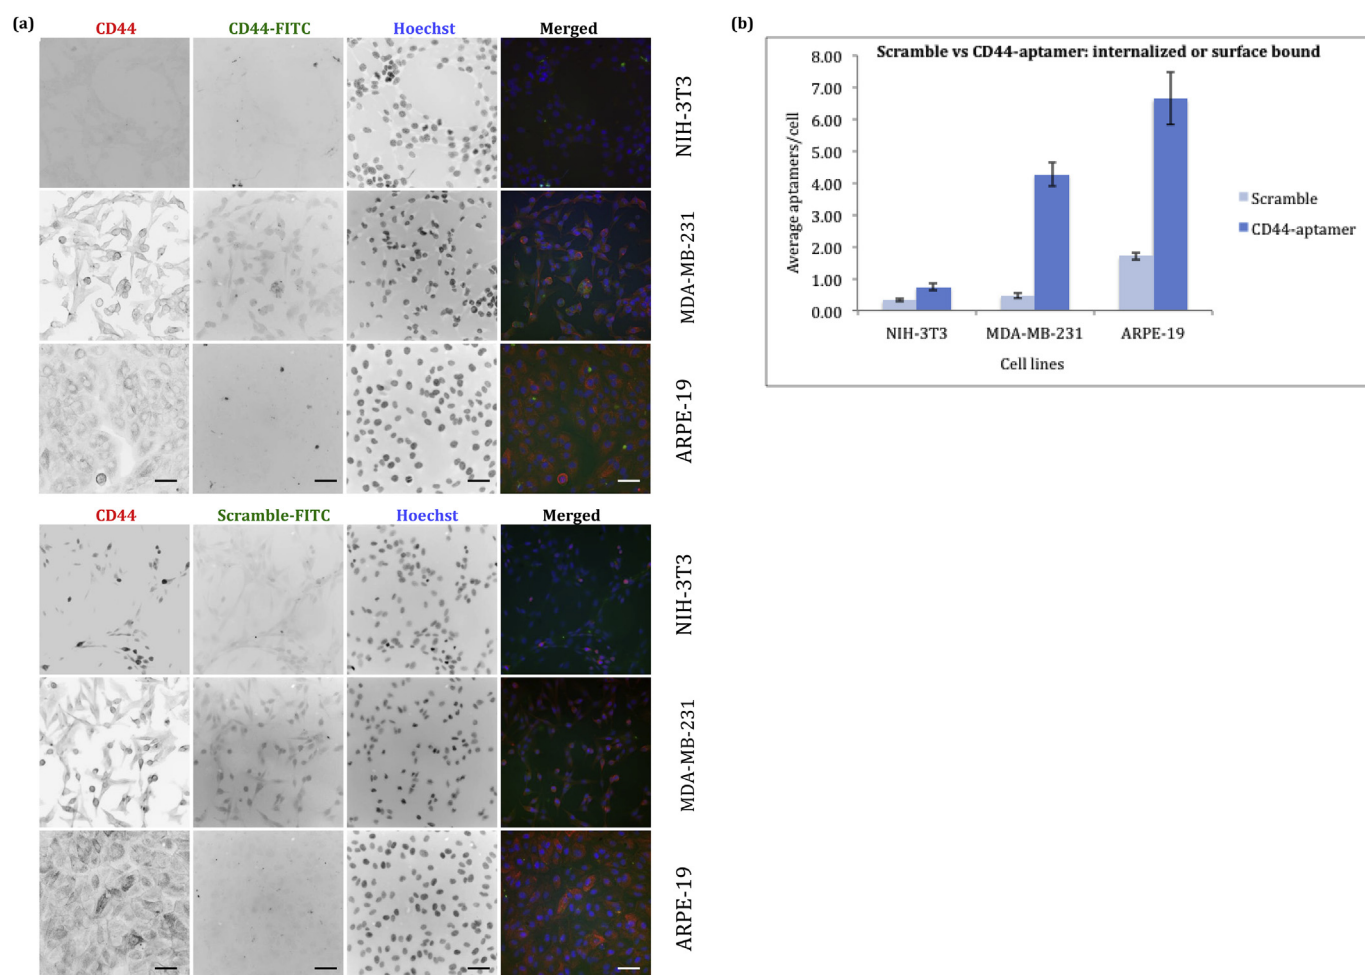 (a)
CD44 CD44-FITC Hoechst Merged
NIH-3T3
MDA-MB-231
ARPE-19
CD44 Scramble-FITC Hoechst Merged
NIH-3T3
MDA-MB-231
ARPE-19
(b)
Scramble vs CD44-aptamer: internalized or surface bound
8.00
7.00
6.00
5.00
4.00
3.00
2.00
1.00
0.00
Average aptamers/cell
NIH-3T3 MDA-MB-231 ARPE-19
Cell lines
Scramble
CD44-aptamer